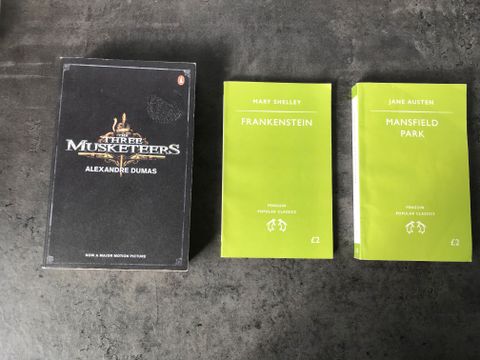 THE
THREE
MUSKETEERS
ALEXANDRE DUMAS
NOW A MAJOR MOTION PICTURE
MARY SHELLEY
FRANKENSTEIN
PENGUIN
POPULAR CLASSICS
£2
JANE AUSTEN
MANSFIELD
PARK
PENGUIN
POPULAR CLASSICS
£2